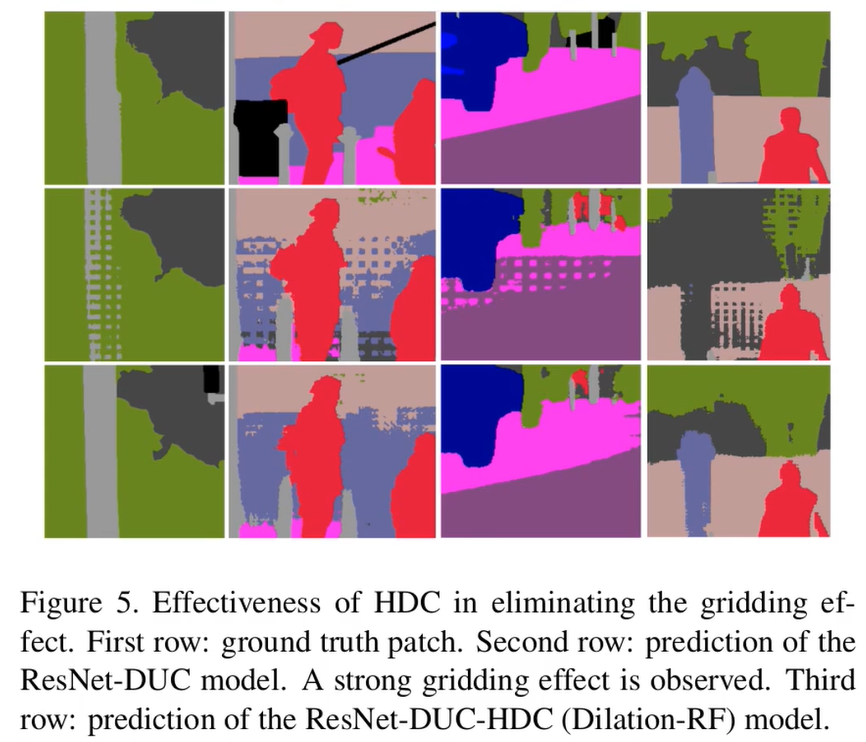 Figure 5. Effectiveness of HDC in eliminating the gridding ef-
fect. First row: ground truth patch. Second row: prediction of the
ResNet-DUC model. A strong gridding effect is observed. Third
row: prediction of the ResNet-DUC-HDC (Dilation-RF) model.